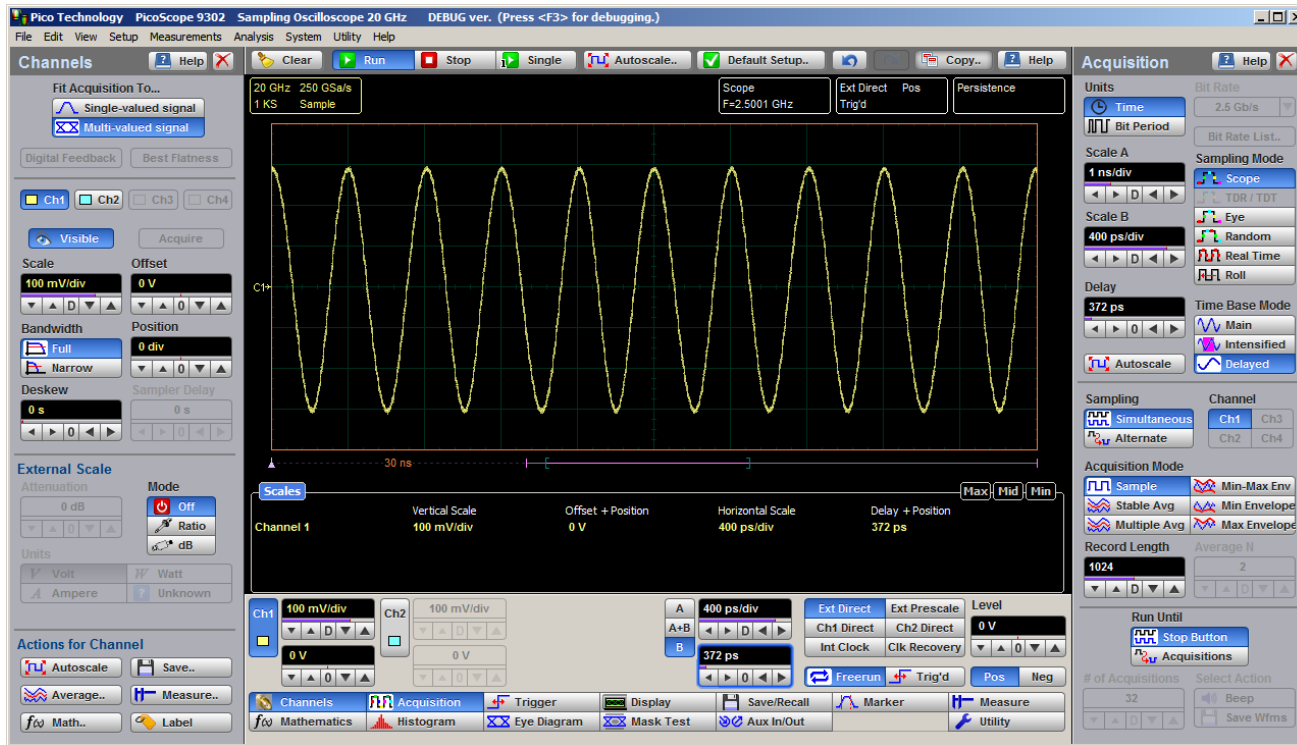 Pico Technology PicoScope 9302 Sampling Oscilloscope 20 GHz DEBUG ver. (Press <F3> for debugging.)
File Edit View Setup Measurements Analysis System Utility Help
Channels Help
Fit Acquisition To...
Single-valued signal
Multi-valued signal
Digital Feedback Best Flatness
Ch1 Ch2 Ch3 Ch4
Visible Acquire
Scale Offset
100 mV/div 0 V
D 0
Bandwidth Position
Full 0 div
Narrow 0
Deskew Sampler Delay
0 s 0 s
0 0
External Scale
Attenuation Mode
0 dB Off
D Ratio
dB
Units
V Volt W Watt
A Ampere ? Unknown
Actions for Channel
Autoscale Save..
Average.. Measure..
f(x) Math.. Label
Clear Run Stop Single Autoscale.. Default Setup.. Copy.. Help
20 GHz 250 GSa/s
1 KS Sample
Scope
F=2.5001 GHz
Ext Direct Pos
Trig'd
Persistence
C1
30 ns
Scales Max Mid Min
Vertical Scale Offset + Position Horizontal Scale Delay + Position
Channel 1 100 mV/div 0 V 400 ps/div 372 ps
Ch1 100 mV/div Ch2 100 mV/div
D D
0 V 0 V
0 0
A 400 ps/div
A+B D
B 372 ps
0
Ext Direct Ext Prescale Level
Ch1 Direct Ch2 Direct 0 V
Int Clock Clk Recovery 0
Freerun Trig'd Pos Neg
Channels Acquisition Trigger Display Save/Recall Marker Measure
f(x) Mathematics Histogram Eye Diagram Mask Test Aux In/Out Utility
Acquisition Help
Units Bit Rate
Time 2.5 Gb/s
Bit Period Bit Rate List..
Scale A Sampling Mode
1 ns/div Scope
D TDR / TDT
Scale B Eye
400 ps/div Random
D Real Time
Roll
Delay
372 ps Time Base Mode
0 Main
Intensified
Autoscale Delayed
Sampling Channel
Simultaneous Ch1 Ch3
Alternate Ch2 Ch4
Acquisition Mode
Sample Min-Max Env
Stable Avg Min Envelope
Multiple Avg Max Envelope
Record Length Average N
1024 2
D D
Run Until
Stop Button
Acquisitions
# of Acquisitions Select Action
32 Beep
D Save Wfms